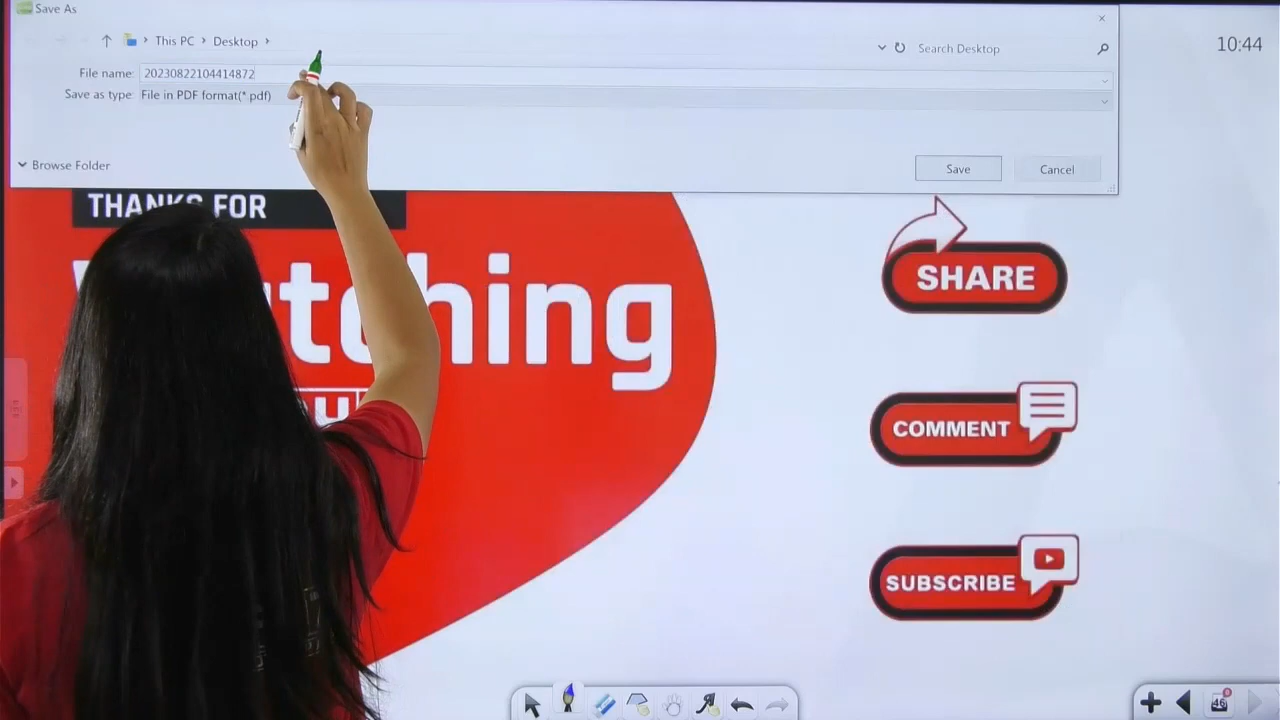 Save As
This PC > Desktop >
Search Desktop
10:44
File name: 20230822104414872
Save as type: File in PDF format(*.pdf)
Browse Folder
Save
Cancel
THANKS FOR
SHARE
COMMENT
SUBSCRIBE
46